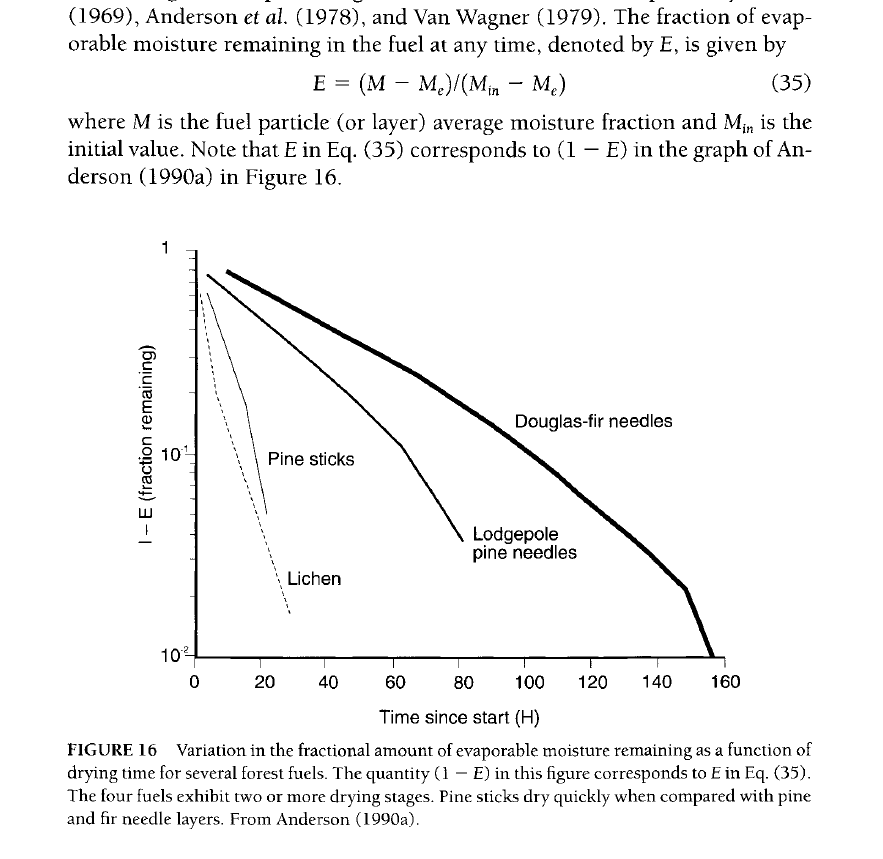 (1969), Anderson et al. (1978), and Van Wagner (1979). The fraction of evap-
orable moisture remaining in the fuel at any time, denoted by E, is given by
E = (M − Me)/(Min − Me) (35)
where M is the fuel particle (or layer) average moisture fraction and Min is the
initial value. Note that E in Eq. (35) corresponds to (1 − E) in the graph of An-
derson (1990a) in Figure 16.
1
10-1
10-2
I − E (fraction remaining)
Douglas-fir needles
Pine sticks
Lodgepole
pine needles
Lichen
0 20 40 60 80 100 120 140 160
Time since start (H)
FIGURE 16 Variation in the fractional amount of evaporable moisture remaining as a function of
drying time for several forest fuels. The quantity (1 − E) in this figure corresponds to E in Eq. (35).
The four fuels exhibit two or more drying stages. Pine sticks dry quickly when compared with pine
and fir needle layers. From Anderson (1990a).